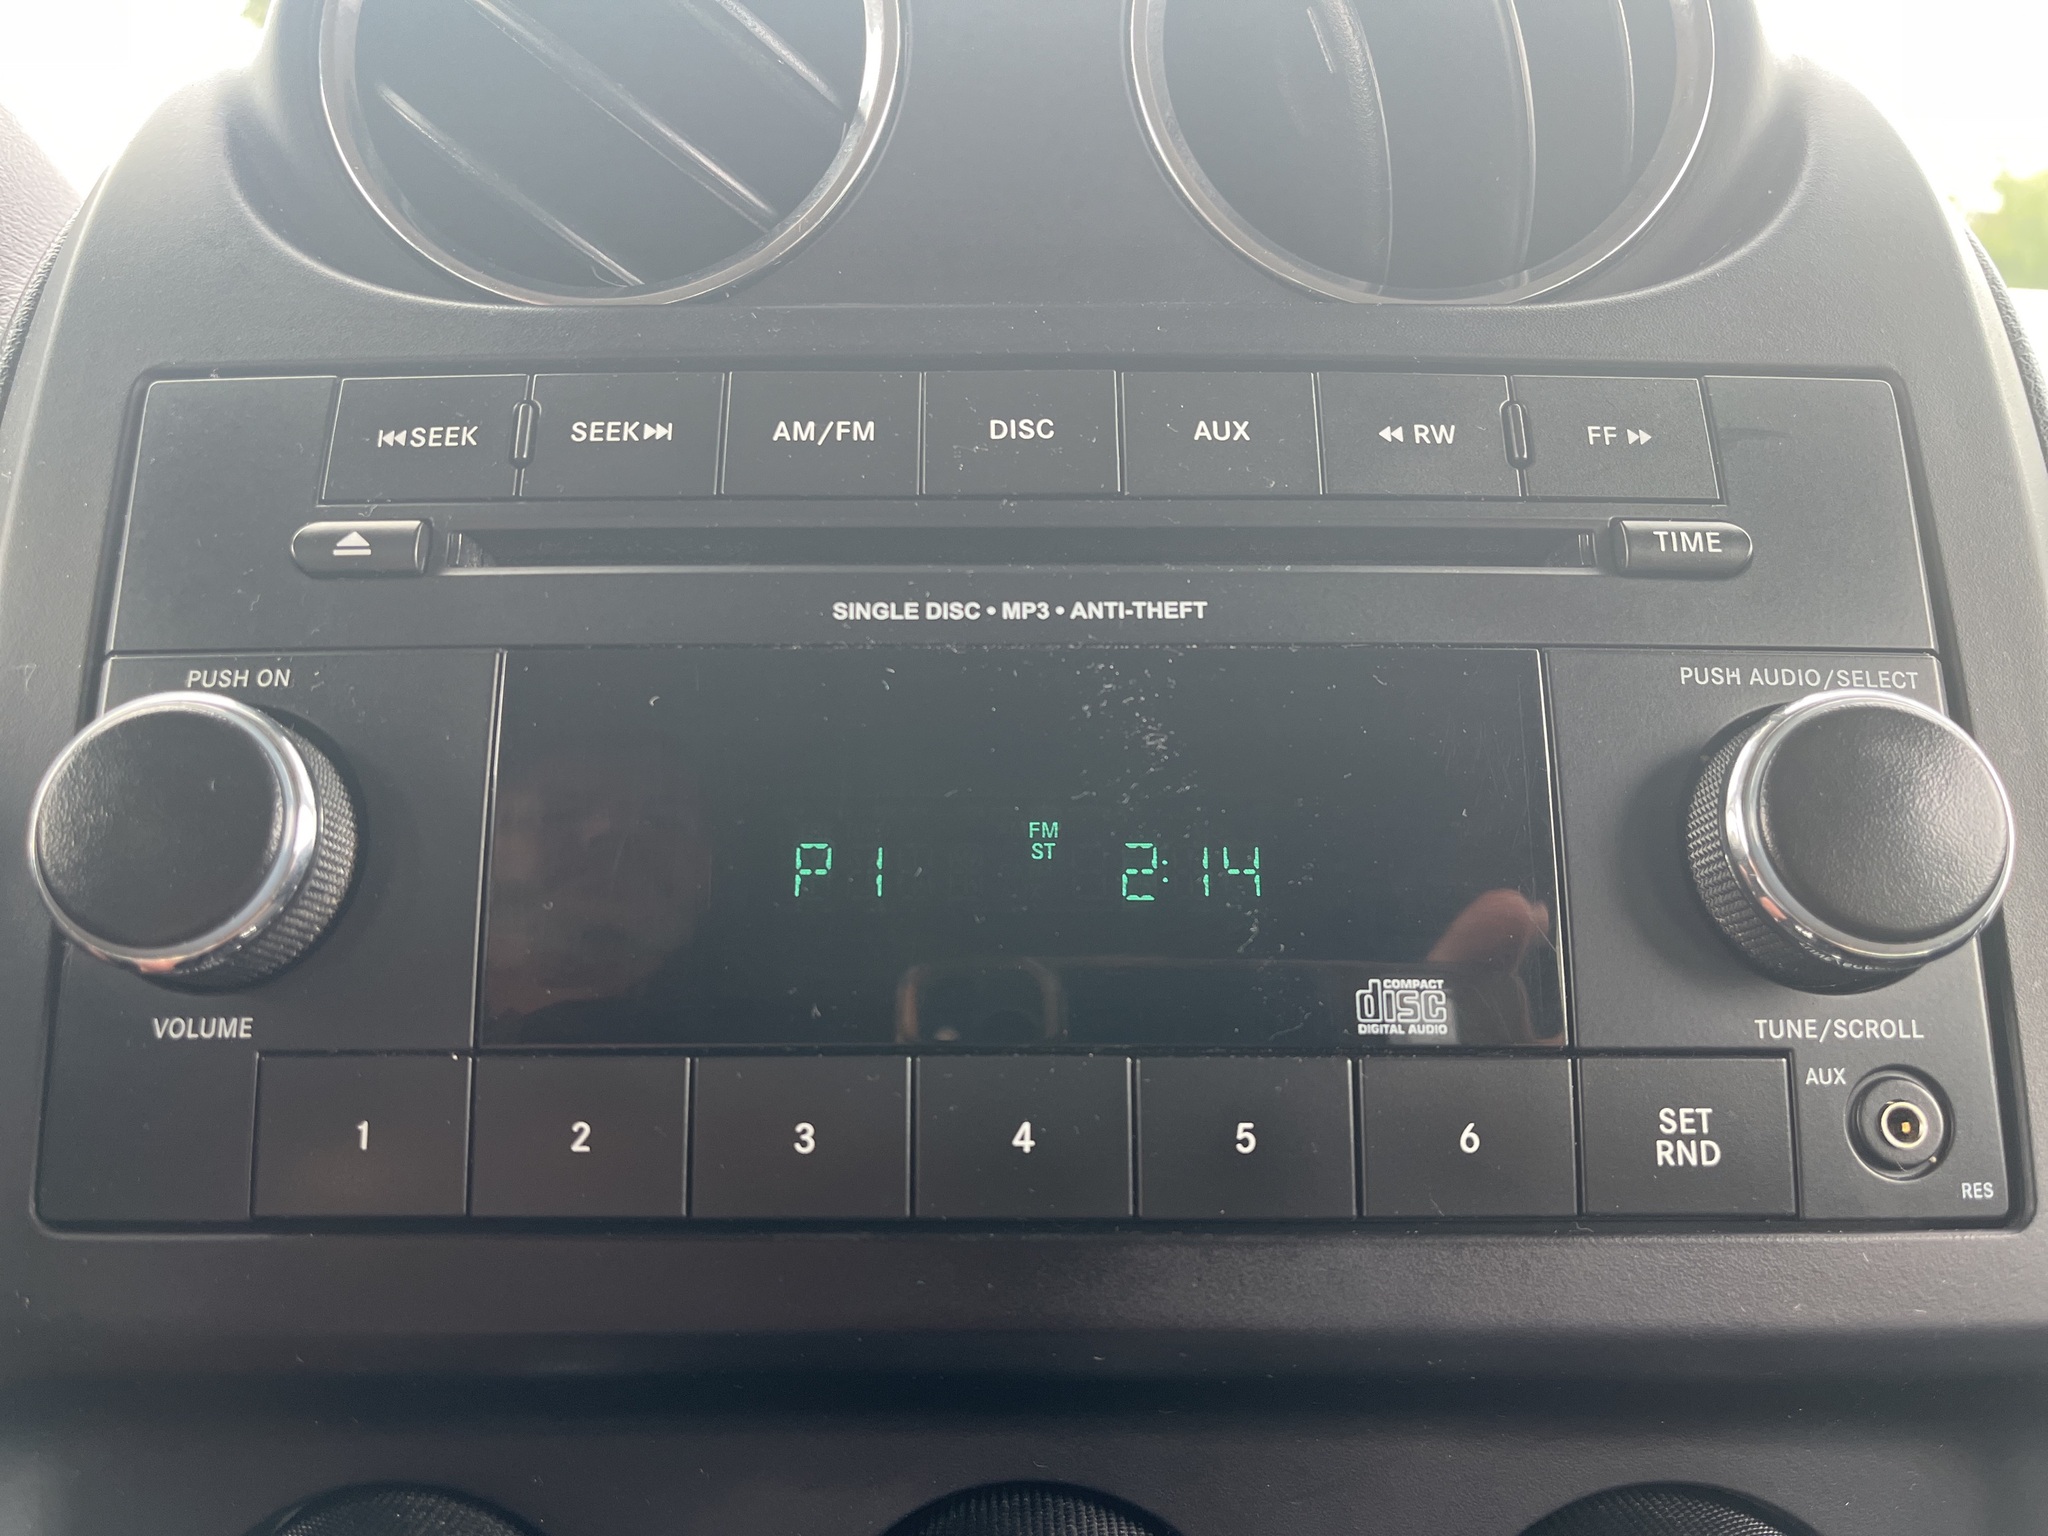 SEEK
SEEK
AM/FM
DISC
AUX
RW
FF
TIME
SINGLE DISC • MP3 • ANTI-THEFT
PUSH ON
PUSH AUDIO/SELECT
FM
ST
P1
2:14
COMPACT
disc
DIGITAL AUDIO
VOLUME
TUNE/SCROLL
AUX
1
2
3
4
5
6
SET
RND
RES